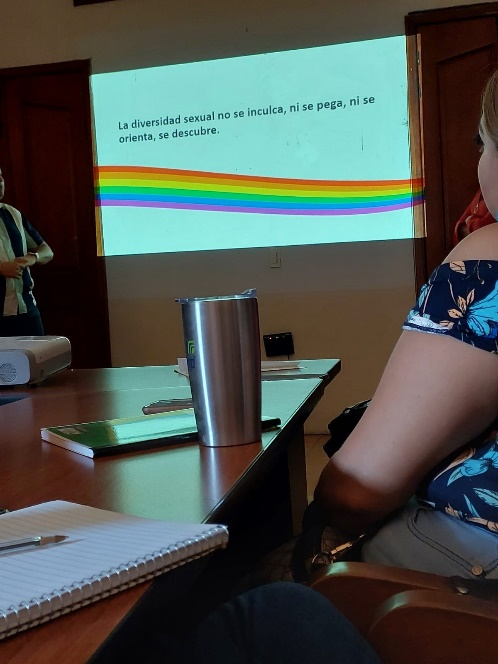 La diversidad sexual no se inculca, ni se pega, ni se
orienta, se descubre.